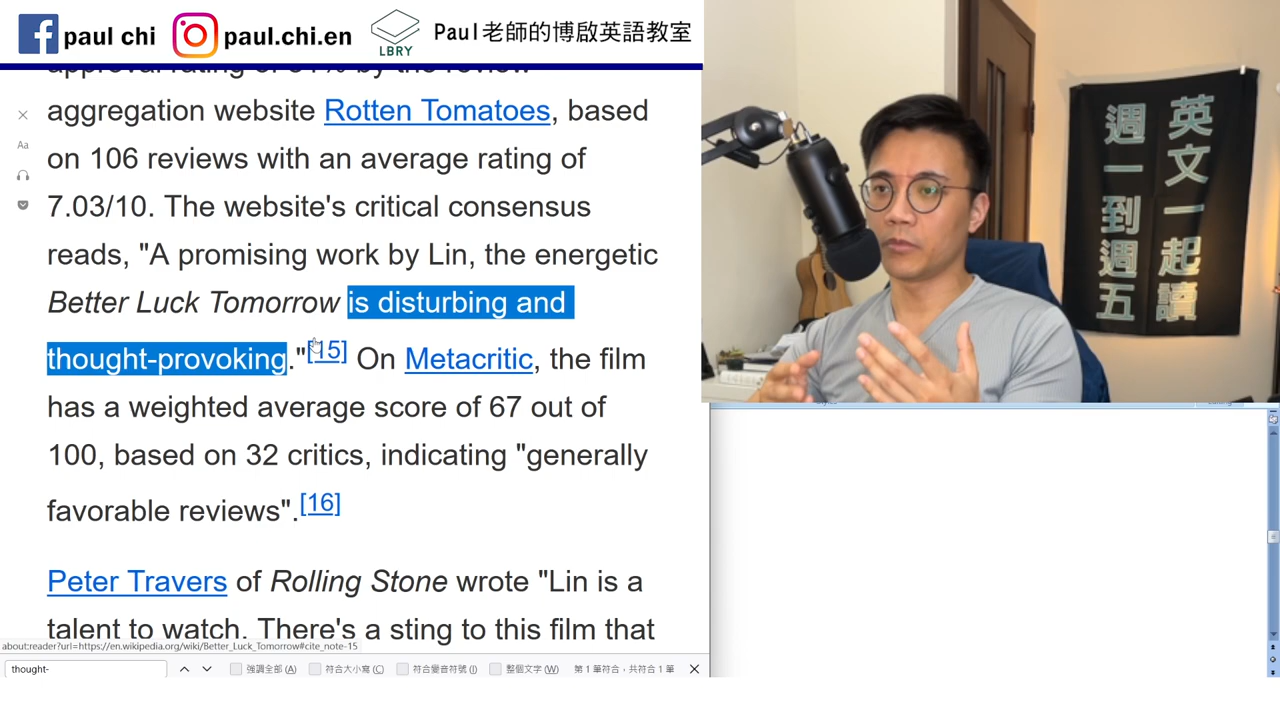 paul chi
paul.chi.en
LBRY
Paul老師的博啟英語教室
aggregation website Rotten Tomatoes, based
on 106 reviews with an average rating of
7.03/10. The website's critical consensus
reads, "A promising work by Lin, the energetic
Better Luck Tomorrow is disturbing and
thought-provoking."[15] On Metacritic, the film
has a weighted average score of 67 out of
100, based on 32 critics, indicating "generally
favorable reviews".[16]
Peter Travers of Rolling Stone wrote "Lin is a
talent to watch. There's a sting to this film that
about:reader?url=https://en.wikipedia.org/wiki/Better_Luck_Tomorrow#cite_note-15
thought-
強調全部 (A)
符合大小寫 (C)
符合變音符號 (I)
整個文字 (W)
第 1 筆符合，共符合 1 筆
Aa
英文一起讀
週一到週五